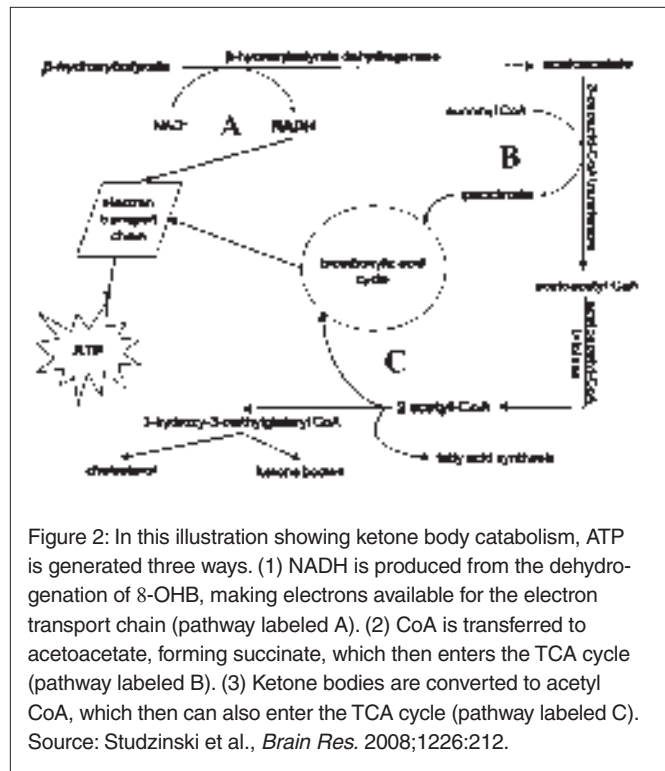 β-hydroxybutyrate
dehydrogenase
acetoacetate
NAD⁺
A
NADH
succinyl CoA
B
succinate
electron
transport
chain
cycle
acetoacetyl CoA
ATP
C
2 acetyl-CoA
3-hydroxy-3-methylglutaryl CoA
fatty acid synthesis
cholesterol
ketone bodies
Figure 2: In this illustration showing ketone body catabolism, ATP
is generated three ways. (1) NADH is produced from the dehydro-
genation of 8-OHB, making electrons available for the electron
transport chain (pathway labeled A). (2) CoA is transferred to
acetoacetate, forming succinate, which then enters the TCA cycle
(pathway labeled B). (3) Ketone bodies are converted to acetyl
CoA, which then can also enter the TCA cycle (pathway labeled C).
Source: Studzinski et al., Brain Res. 2008;1226:212.